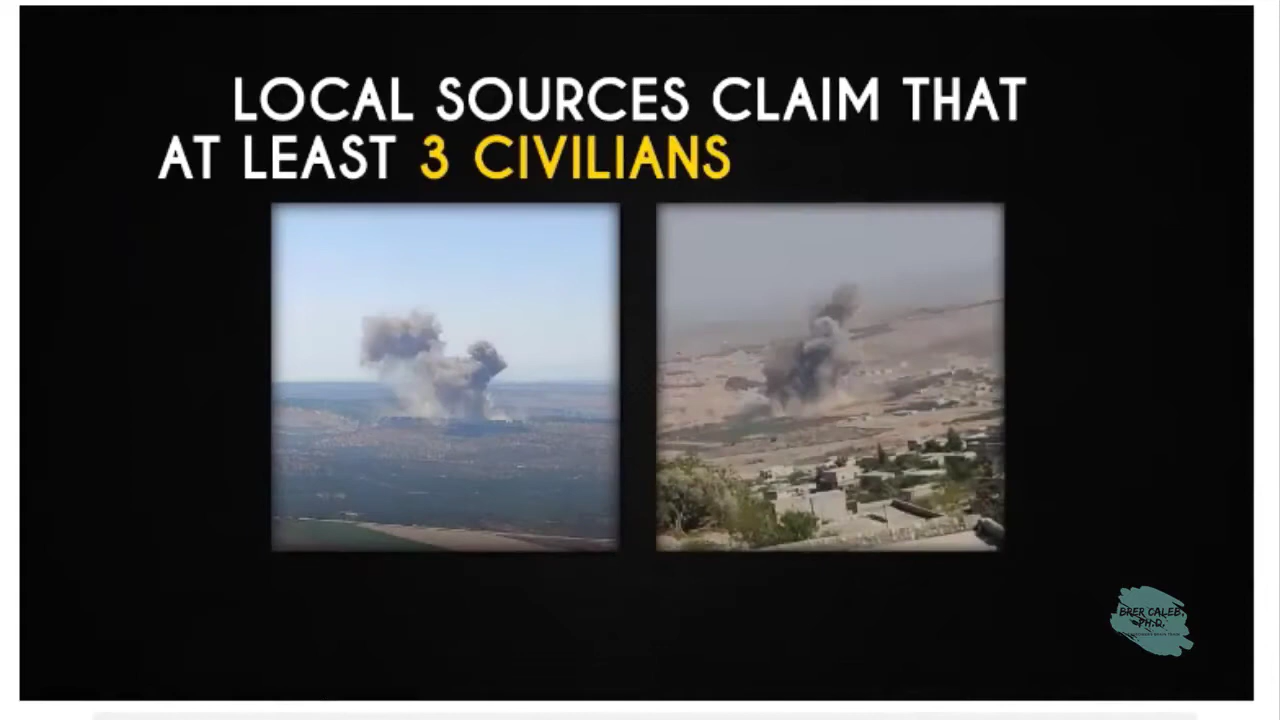 LOCAL SOURCES CLAIM THAT
AT LEAST 3 CIVILIANS
BRER CALEB,
PH.D.